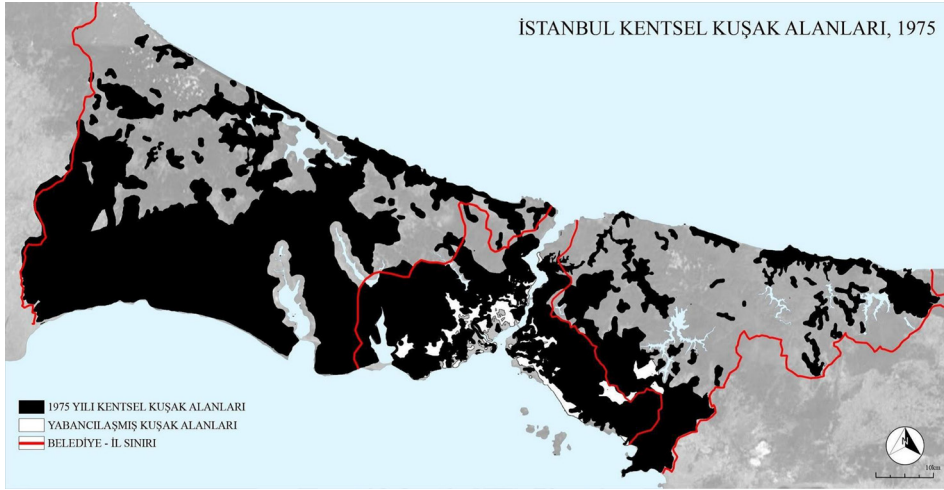 İSTANBUL KENTSEL KUŞAK ALANLARI, 1975
1975 YILI KENTSEL KUŞAK ALANLARI
YABANCILAŞMIŞ KUŞAK ALANLARI
BELEDİYE - İL SINIRI
N
10km